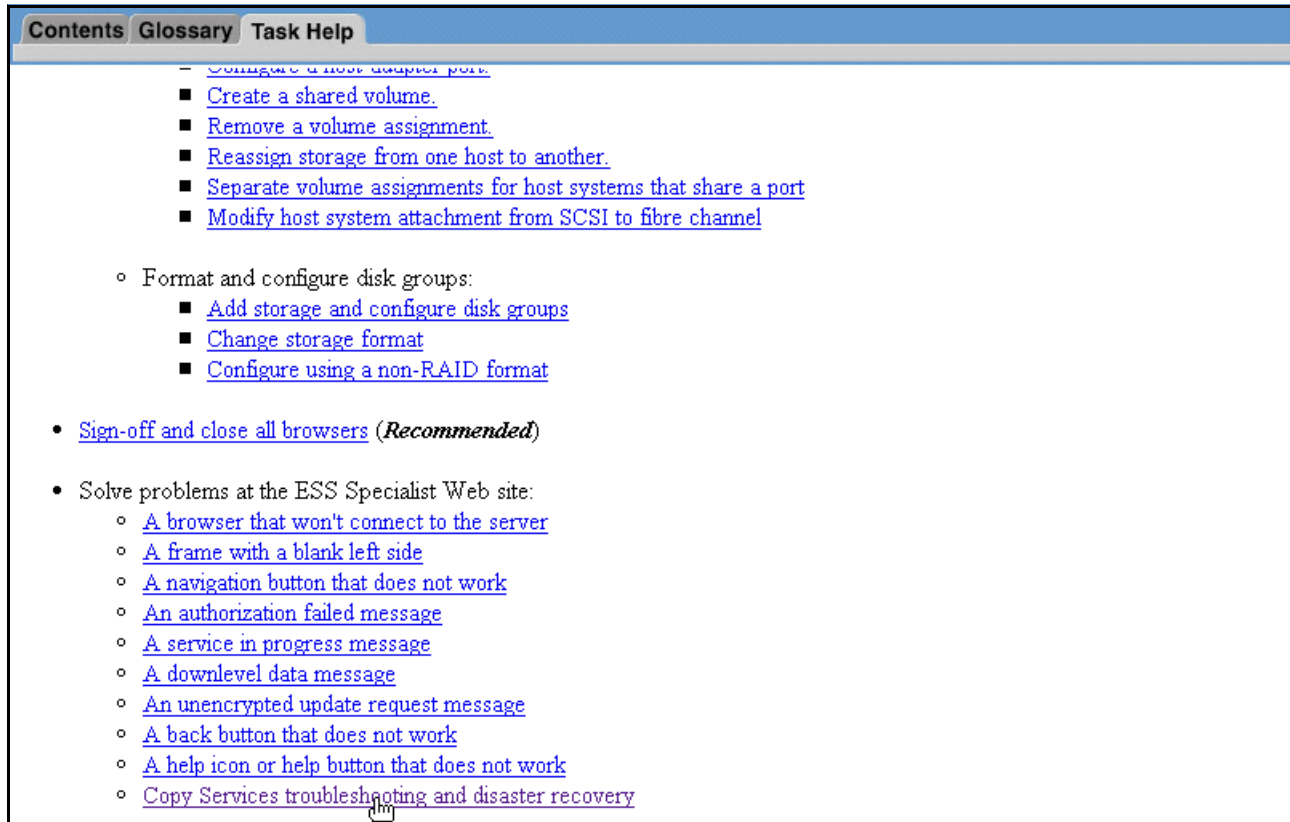 Contents Glossary Task Help
Configure a host adapter port.
Create a shared volume.
Remove a volume assignment.
Reassign storage from one host to another.
Separate volume assignments for host systems that share a port
Modify host system attachment from SCSI to fibre channel
Format and configure disk groups:
Add storage and configure disk groups
Change storage format
Configure using a non-RAID format
Sign-off and close all browsers (Recommended)
Solve problems at the ESS Specialist Web site:
A browser that won't connect to the server
A frame with a blank left side
A navigation button that does not work
An authorization failed message
A service in progress message
A downlevel data message
An unencrypted update request message
A back button that does not work
A help icon or help button that does not work
Copy Services troubleshooting and disaster recovery